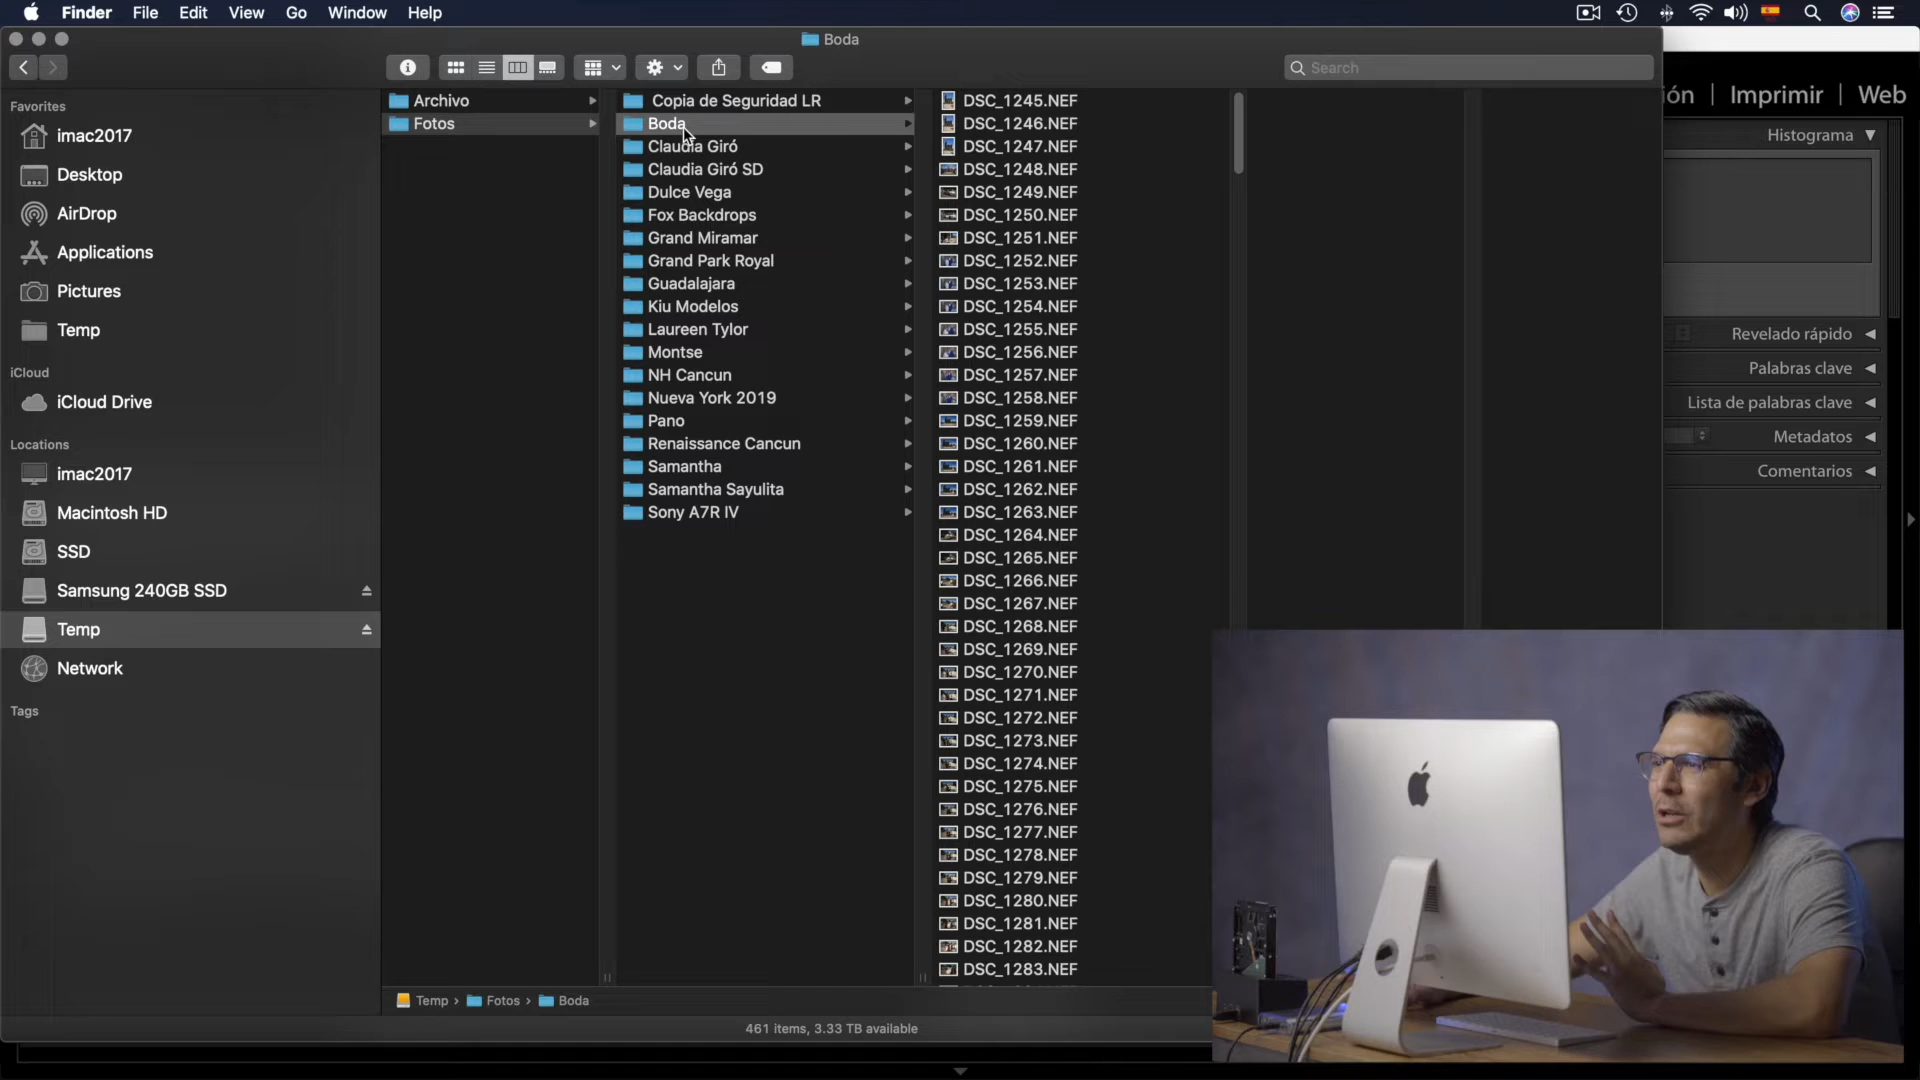 Finder File Edit View Go Window Help
Boda
Search
Favorites
imac2017
Desktop
AirDrop
Applications
Pictures
Temp
iCloud
iCloud Drive
Locations
imac2017
Macintosh HD
SSD
Samsung 240GB SSD
Temp
Network
Tags
Archivo
Fotos
Copia de Seguridad LR
Boda
Claudia Giró
Claudia Giró SD
Dulce Vega
Fox Backdrops
Grand Miramar
Grand Park Royal
Guadalajara
Kiu Modelos
Laureen Tylor
Montse
NH Cancun
Nueva York 2019
Pano
Renaissance Cancun
Samantha
Samantha Sayulita
Sony A7R IV
DSC_1245.NEF
DSC_1246.NEF
DSC_1247.NEF
DSC_1248.NEF
DSC_1249.NEF
DSC_1250.NEF
DSC_1251.NEF
DSC_1252.NEF
DSC_1253.NEF
DSC_1254.NEF
DSC_1255.NEF
DSC_1256.NEF
DSC_1257.NEF
DSC_1258.NEF
DSC_1259.NEF
DSC_1260.NEF
DSC_1261.NEF
DSC_1262.NEF
DSC_1263.NEF
DSC_1264.NEF
DSC_1265.NEF
DSC_1266.NEF
DSC_1267.NEF
DSC_1268.NEF
DSC_1269.NEF
DSC_1270.NEF
DSC_1271.NEF
DSC_1272.NEF
DSC_1273.NEF
DSC_1274.NEF
DSC_1275.NEF
DSC_1276.NEF
DSC_1277.NEF
DSC_1278.NEF
DSC_1279.NEF
DSC_1280.NEF
DSC_1281.NEF
DSC_1282.NEF
DSC_1283.NEF
ión | Imprimir | Web
Histograma
Revelado rápido
Palabras clave
Lista de palabras clave
Metadatos
Comentarios
Temp › Fotos › Boda
461 items, 3.33 TB available